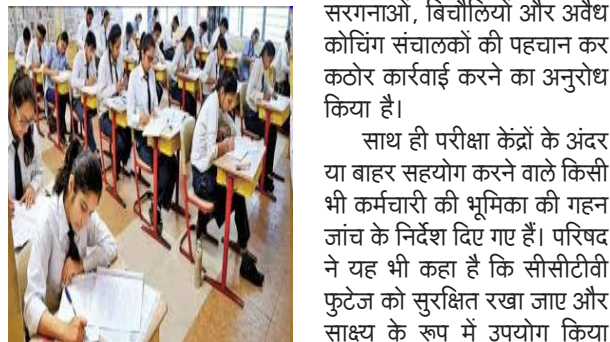 सरगनाओं, बिचौलियों और अवैध
कोचिंग संचालकों की पहचान कर
कठोर कार्रवाई करने का अनुरोध
किया है।
साथ ही परीक्षा केंद्रों के अंदर
या बाहर सहयोग करने वाले किसी
भी कर्मचारी की भूमिका की गहन
जांच के निर्देश दिए गए हैं। परिषद
ने यह भी कहा है कि सीसीटीवी
फुटेज को सुरक्षित रखा जाए और
साक्ष्य के रूप में उपयोग किया